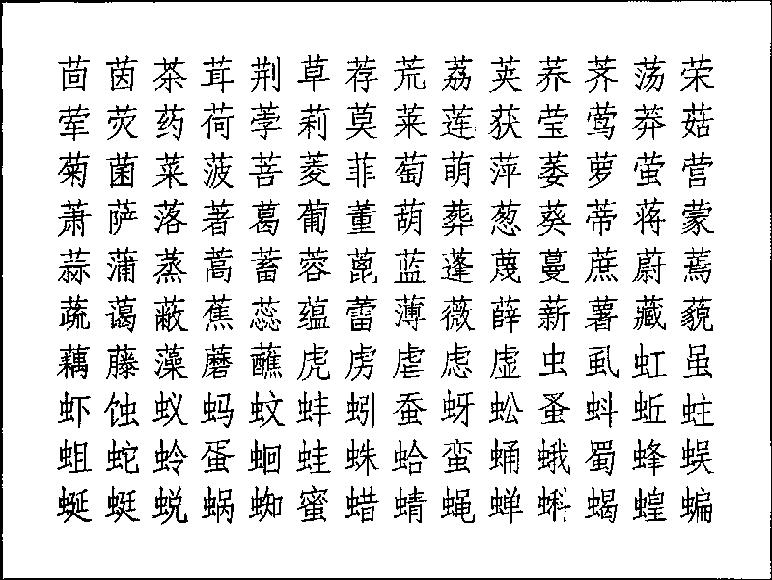 茴茵茶茸荆草荐荒荔荚荞荠荡荣
荤荧药荷荸莉莫莱莲获莹莺莽菇
菊菌菜菠菩菱菲萄萌萍萎萝萤营
萧萨落著葛葡董葫葬葱葵蒂蒋蒙
蒜蒲蒸蒿蓄蓉蓖蓝蓬蔑蔓蔗蔚蔫
蔬蔼蔽蕉蕊蕴蕾薄薇薛薪薯藏藐
藕藤藻蘑蘸虎虏虐虑虚虫虱虹虽
虾蚀蚁蚂蚊蚌蚓蚕蚜蚣蚤蚪蚯蛀
蛆蛇蛉蛋蛔蛙蛛蛤蛮蛹蛾蜀蜂蜈
蜒蜓蜕蜗蜘蜜蜡蜻蝇蝉蝌蝎蝗蝙